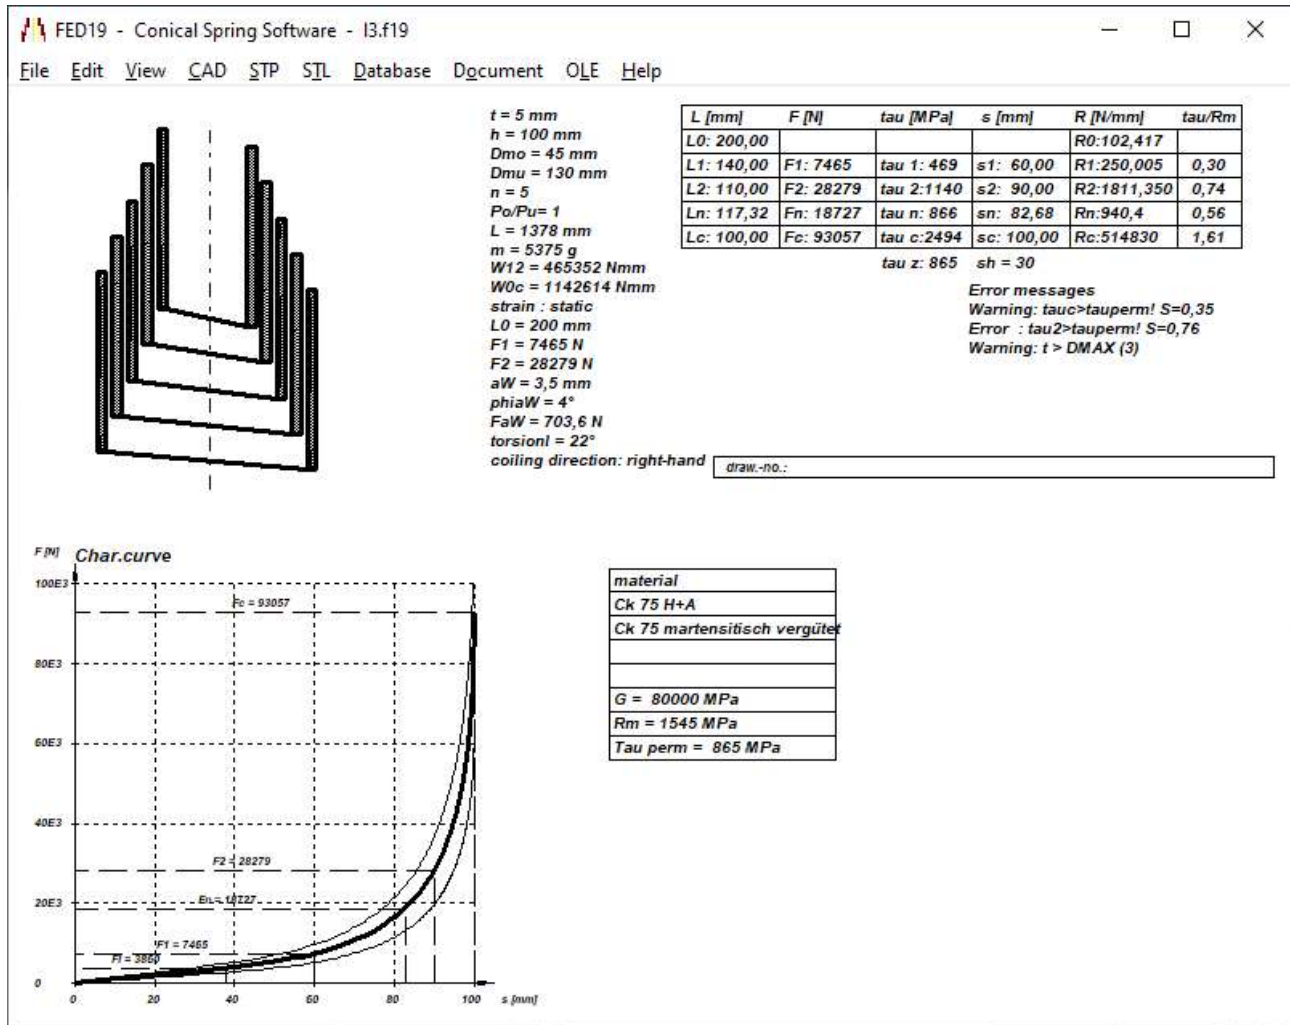 FED19 - Conical Spring Software - I3.f19
File Edit View CAD STP STL Database Document OLE Help
t = 5 mm
h = 100 mm
Dmo = 45 mm
Dmu = 130 mm
n = 5
Po/Pu= 1
L = 1378 mm
m = 5375 g
W12 = 465352 Nmm
W0c = 1142614 Nmm
strain : static
L0 = 200 mm
F1 = 7465 N
F2 = 28279 N
aW = 3,5 mm
phiaW = 4°
FaW = 703,6 N
torsionl = 22°
coiling direction: right-hand
L [mm] F [N] tau [MPa] s [mm] R [N/mm] tau/Rm
L0: 200,00 R0:102,417
L1: 140,00 F1: 7465 tau 1: 469 s1: 60,00 R1:250,005 0,30
L2: 110,00 F2: 28279 tau 2:1140 s2: 90,00 R2:1811,350 0,74
Ln: 117,32 Fn: 18727 tau n: 866 sn: 82,68 Rn:940,4 0,56
Lc: 100,00 Fc: 93057 tau c:2494 sc: 100,00 Rc:514830 1,61
tau z: 865 sh = 30
Error messages
Warning: tauc>tauperm! S=0,35
Error : tau2>tauperm! S=0,76
Warning: t > DMAX (3)
draw.-no.:
F [N] Char.curve
100E3
Fc = 93057
80E3
60E3
40E3
F2 = 28279
20E3
Fn = 18727
F1 = 7465
Fl = 3860
0
0 20 40 60 80 100 s [mm]
material
Ck 75 H+A
Ck 75 martensitisch vergütet
G = 80000 MPa
Rm = 1545 MPa
Tau perm = 865 MPa